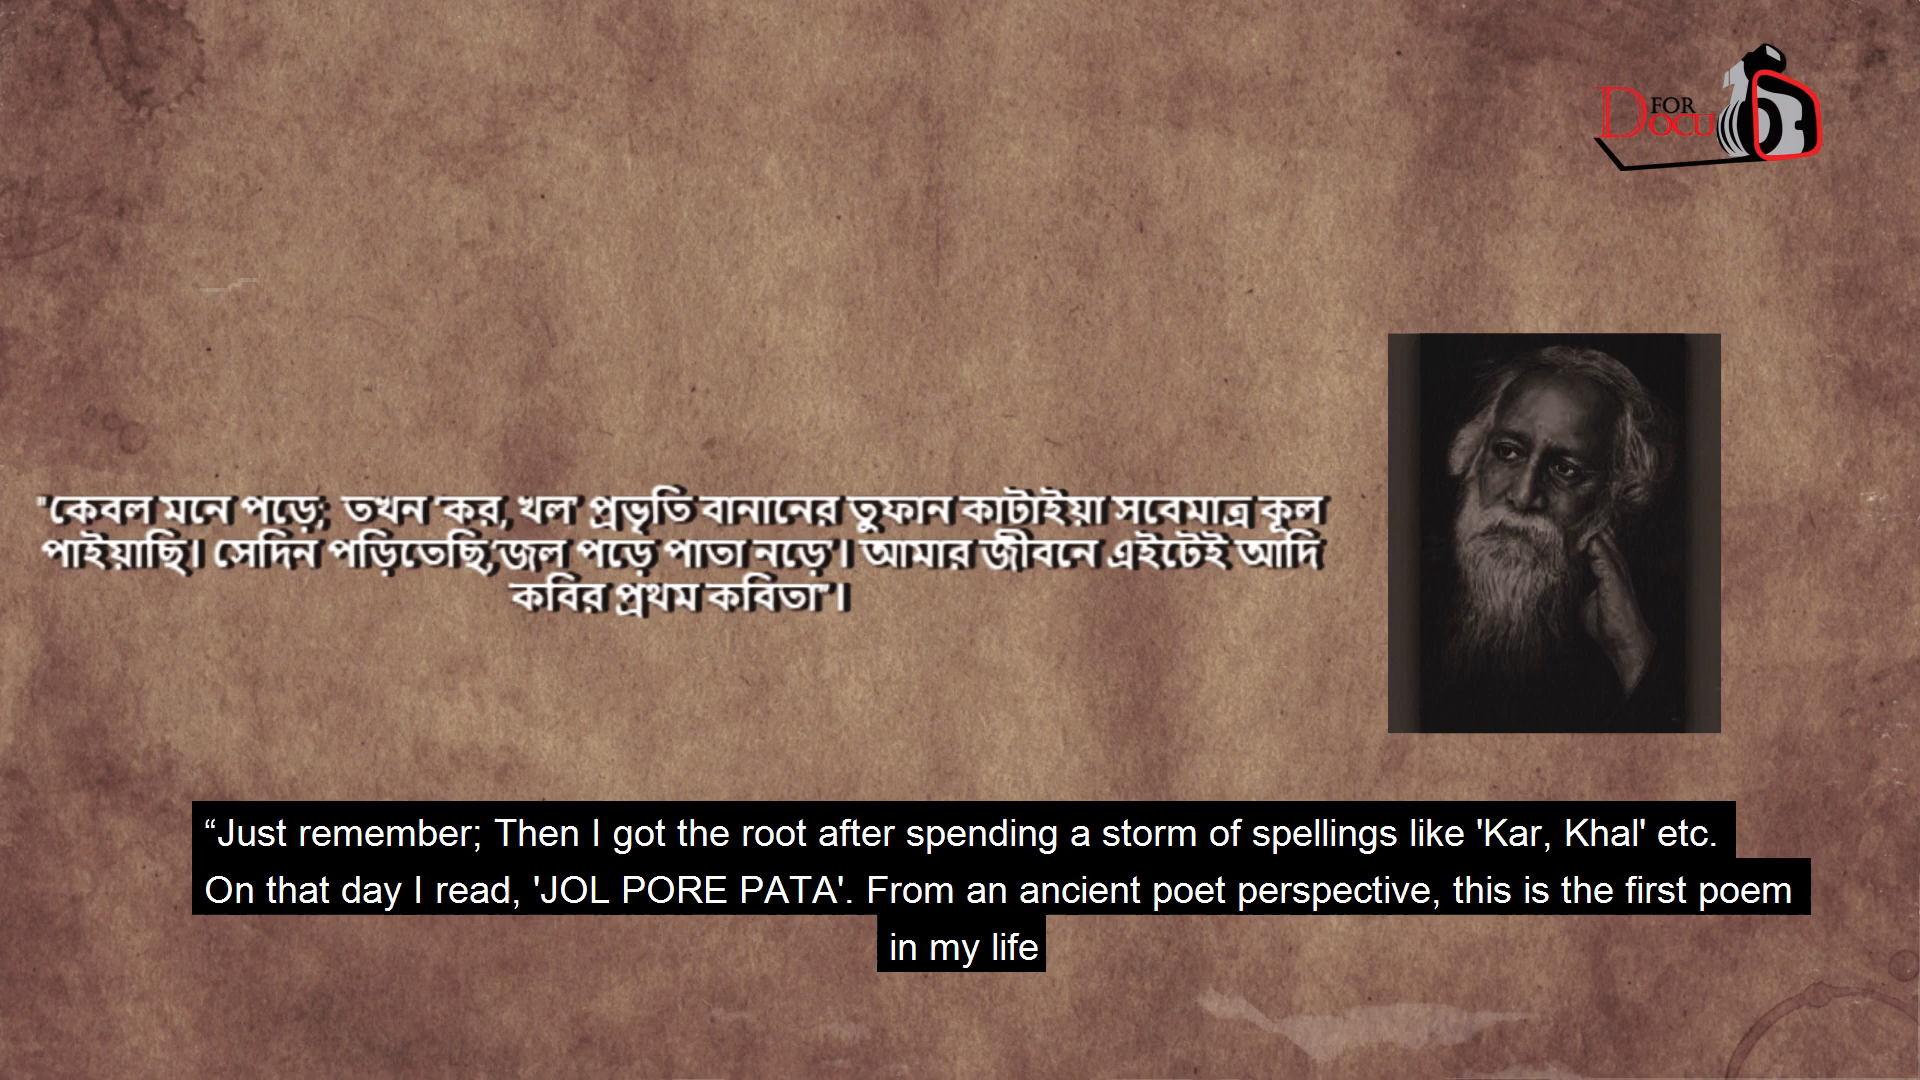 D FOR
OCU
"কেবল মনে পড়ে; তখন 'কর, খল' প্রভৃতি বানানের তুফান কাটাইয়া সবেমাত্র কূল
পাইয়াছি। সেদিন পড়িতেছি,'জল পড়ে পাতা নড়ে'। আমার জীবনে এইটেই আদি
কবির প্রথম কবিতা"।
“Just remember; Then I got the root after spending a storm of spellings like 'Kar, Khal' etc.
On that day I read, 'JOL PORE PATA'. From an ancient poet perspective, this is the first poem
in my life